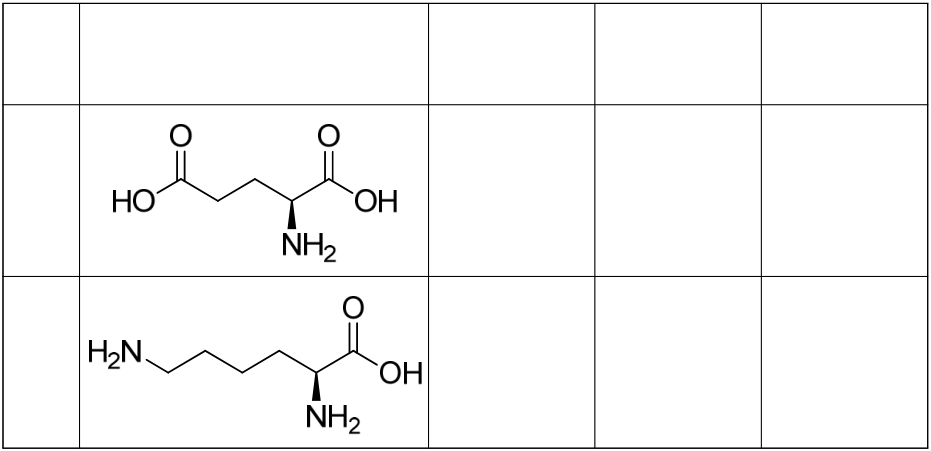 O O
HO OH
NH2
O
H2N OH
NH2